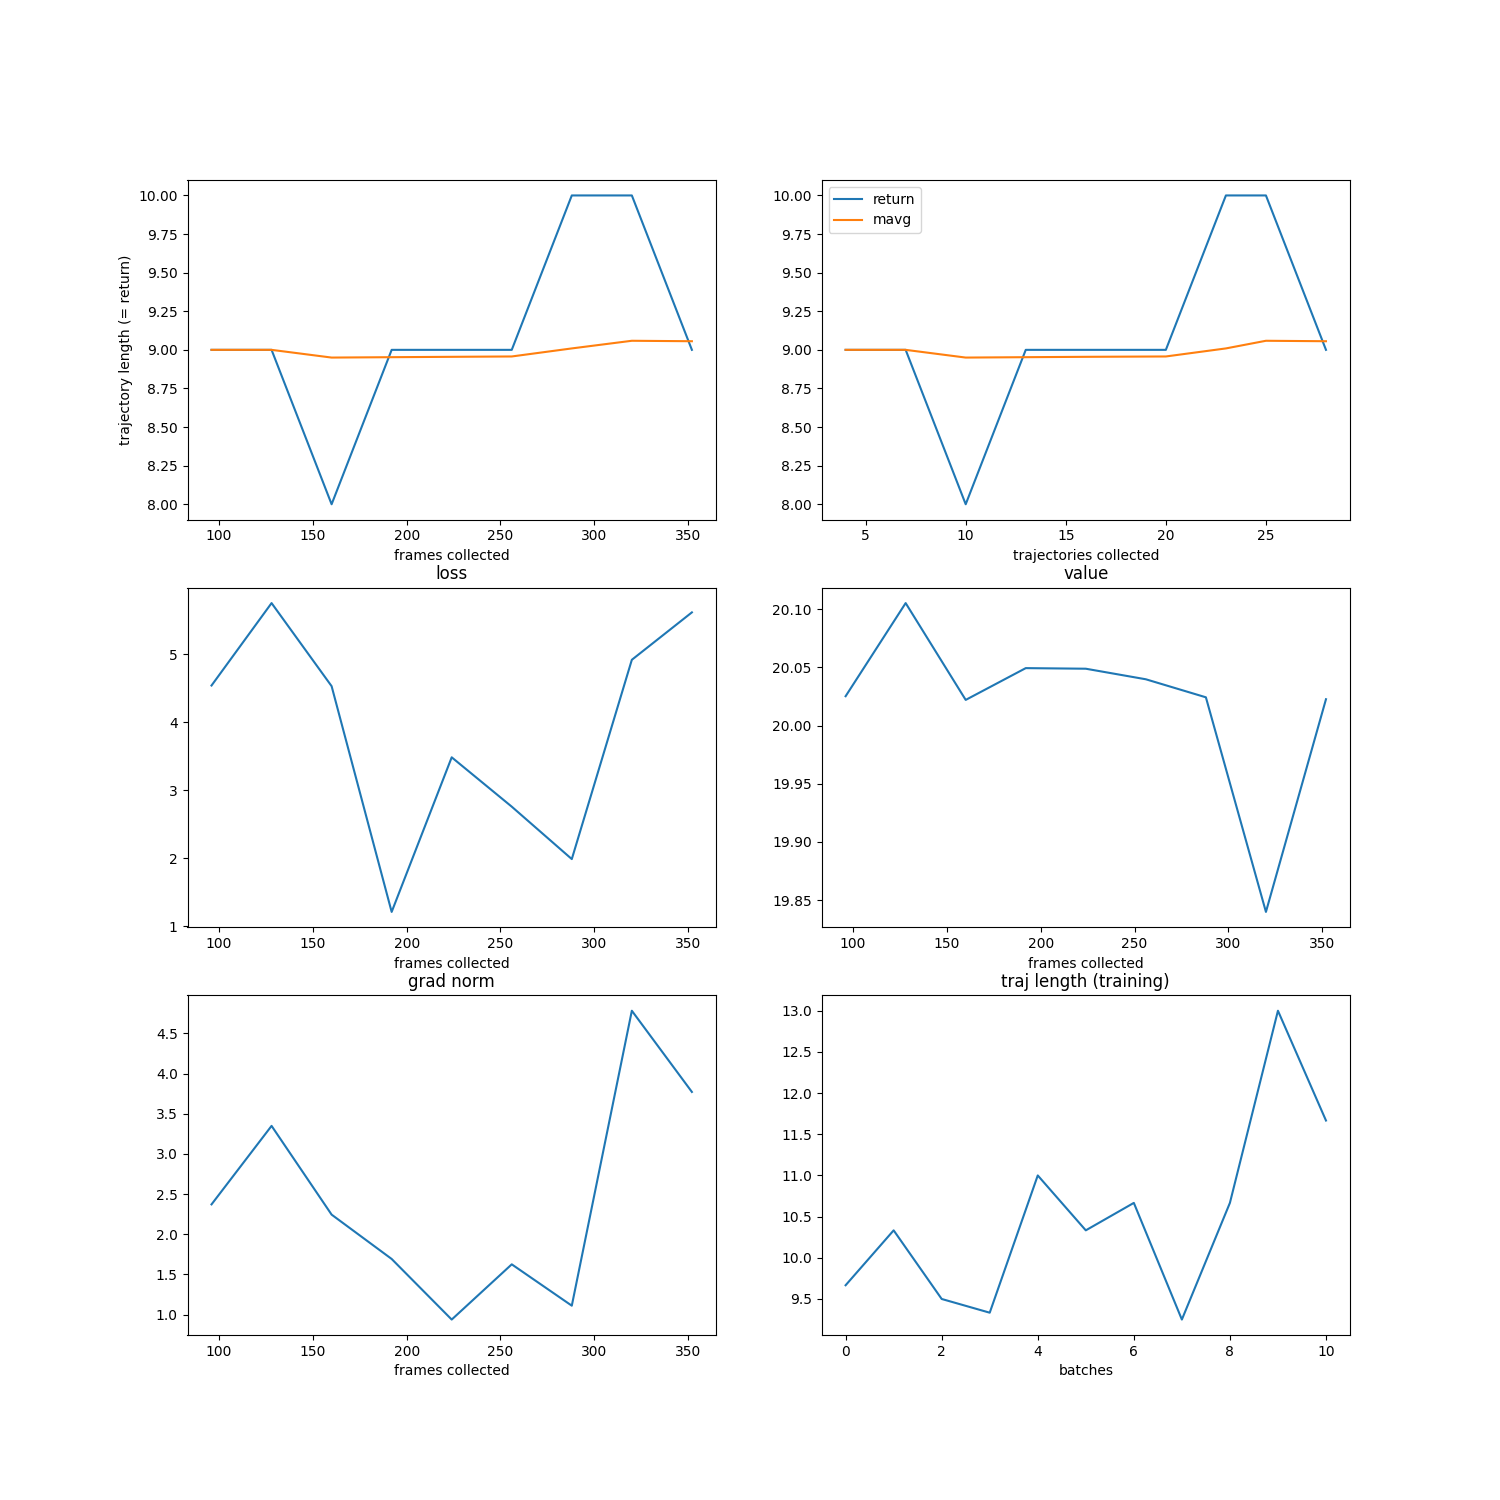 trajectory length (= return)
10.00
9.75
9.50
9.25
9.00
8.75
8.50
8.25
8.00
100 150 200 250 300 350
frames collected
return
mavg
10.00
9.75
9.50
9.25
9.00
8.75
8.50
8.25
8.00
5 10 15 20 25
trajectories collected
loss
5
4
3
2
1
100 150 200 250 300 350
frames collected
value
20.10
20.05
20.00
19.95
19.90
19.85
100 150 200 250 300 350
frames collected
grad norm
4.5
4.0
3.5
3.0
2.5
2.0
1.5
1.0
100 150 200 250 300 350
frames collected
traj length (training)
13.0
12.5
12.0
11.5
11.0
10.5
10.0
9.5
0 2 4 6 8 10
batches